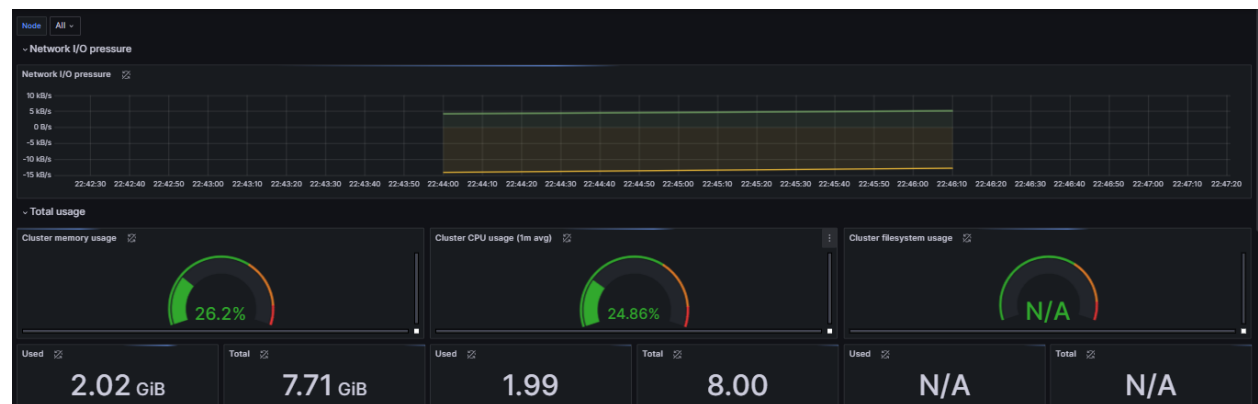 Node All
Network I/O pressure
Network I/O pressure
10 kB/s
5 kB/s
0 B/s
-5 kB/s
-10 kB/s
-15 kB/s
22:42:30 22:42:40 22:42:50 22:43:00 22:43:10 22:43:20 22:43:30 22:43:40 22:43:50 22:44:00 22:44:10 22:44:20 22:44:30 22:44:40 22:44:50 22:45:00 22:45:10 22:45:20 22:45:30 22:45:40 22:45:50 22:46:00 22:46:10 22:46:20 22:46:30 22:46:40 22:46:50 22:47:00 22:47:10 22:47:20
Total usage
Cluster memory usage Cluster CPU usage (1m avg) Cluster filesystem usage
26.2% 24.86% N/A
Used Total Used Total Used Total
2.02 GiB 7.71 GiB 1.99 8.00 N/A N/A